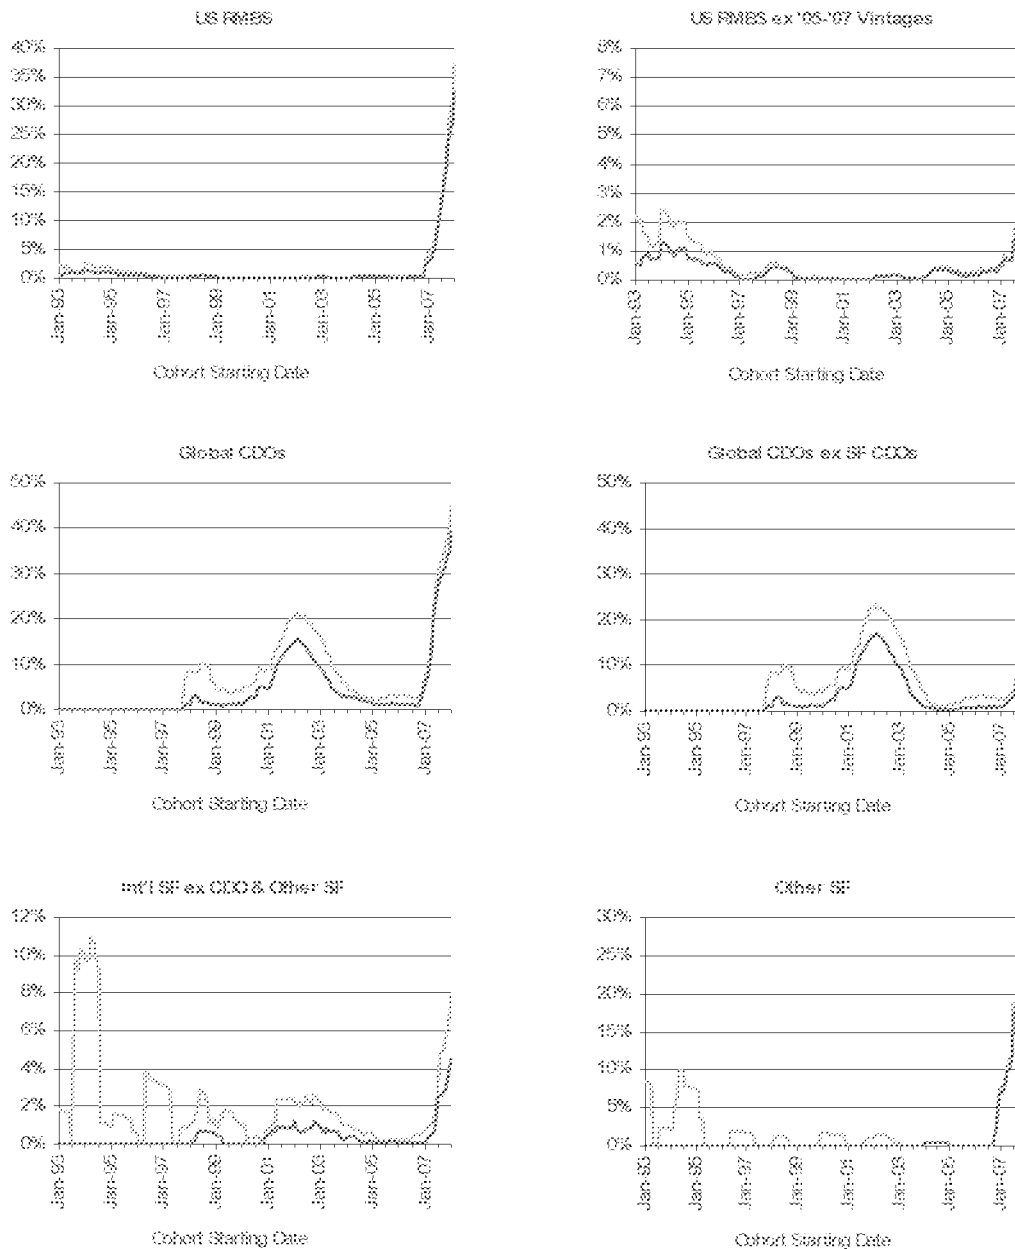 US RMBS
40%
35%
30%
25%
20%
15%
10%
5%
0%
Jan-93
Jan-95
Jan-97
Jan-99
Jan-01
Jan-03
Jan-05
Jan-07
Cohort Starting Date
US RMBS ex '05-'07 Vintages
8%
7%
6%
5%
4%
3%
2%
1%
0%
Jan-93
Jan-95
Jan-97
Jan-99
Jan-01
Jan-03
Jan-05
Jan-07
Cohort Starting Date
Global CDOs
50%
40%
30%
20%
10%
0%
Jan-93
Jan-95
Jan-97
Jan-99
Jan-01
Jan-03
Jan-05
Jan-07
Cohort Starting Date
Global CDOs ex SF CDOs
50%
40%
30%
20%
10%
0%
Jan-93
Jan-95
Jan-97
Jan-99
Jan-01
Jan-03
Jan-05
Jan-07
Cohort Starting Date
Int'l SF ex CDO & Other SF
12%
10%
8%
6%
4%
2%
0%
Jan-93
Jan-95
Jan-97
Jan-99
Jan-01
Jan-03
Jan-05
Jan-07
Cohort Starting Date
Other SF
30%
25%
20%
15%
10%
5%
0%
Jan-93
Jan-95
Jan-97
Jan-99
Jan-01
Jan-03
Jan-05
Jan-07
Cohort Starting Date